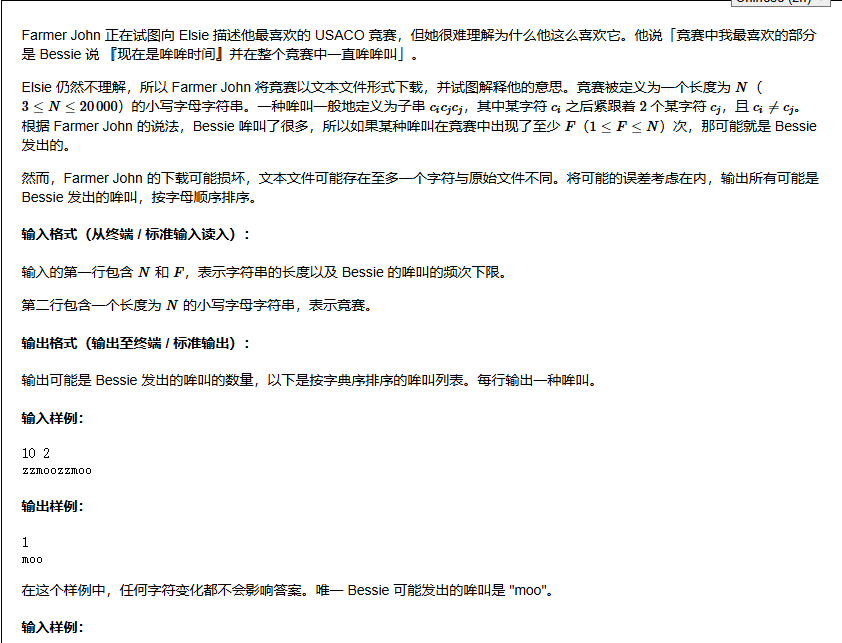 Farmer John 正在试图向 Elsie 描述他最喜欢的 USACO 竞赛，但她很难理解为什么他这么喜欢它。他说「竞赛中我最喜欢的部分
是 Bessie 说 『现在是哞哞时间』并在整个竞赛中一直哞哞叫」。
Elsie 仍然不理解，所以 Farmer John 将竞赛以文本文件形式下载，并试图解释他的意思。竞赛被定义为一个长度为 N（
3 ≤ N ≤ 20 000）的小写字母字符串。一种哞叫一般地定义为子串 cᵢcⱼcⱼ，其中某字符 cᵢ 之后紧跟着 2 个某字符 cⱼ，且 cᵢ ≠ cⱼ。
根据 Farmer John 的说法，Bessie 哞叫了很多，所以如果某种哞叫在竞赛中出现了至少 F（1 ≤ F ≤ N）次，那可能就是 Bessie
发出的。
然而，Farmer John 的下载可能损坏，文本文件可能存在至多一个字符与原始文件不同。将可能的误差考虑在内，输出所有可能是
Bessie 发出的哞叫，按字母顺序排序。
输入格式（从终端 / 标准输入读入）：
输入的第一行包含 N 和 F，表示字符串的长度以及 Bessie 的哞叫的频次下限。
第二行包含一个长度为 N 的小写字母字符串，表示竞赛。
输出格式（输出至终端 / 标准输出）：
输出可能是 Bessie 发出的哞叫的数量，以下是按字典序排序的哞叫列表。每行输出一种哞叫。
输入样例：
10 2
zzmoozzmoo
输出样例：
1
moo
在这个样例中，任何字符变化都不会影响答案。唯一 Bessie 可能发出的哞叫是 "moo"。
输入样例：